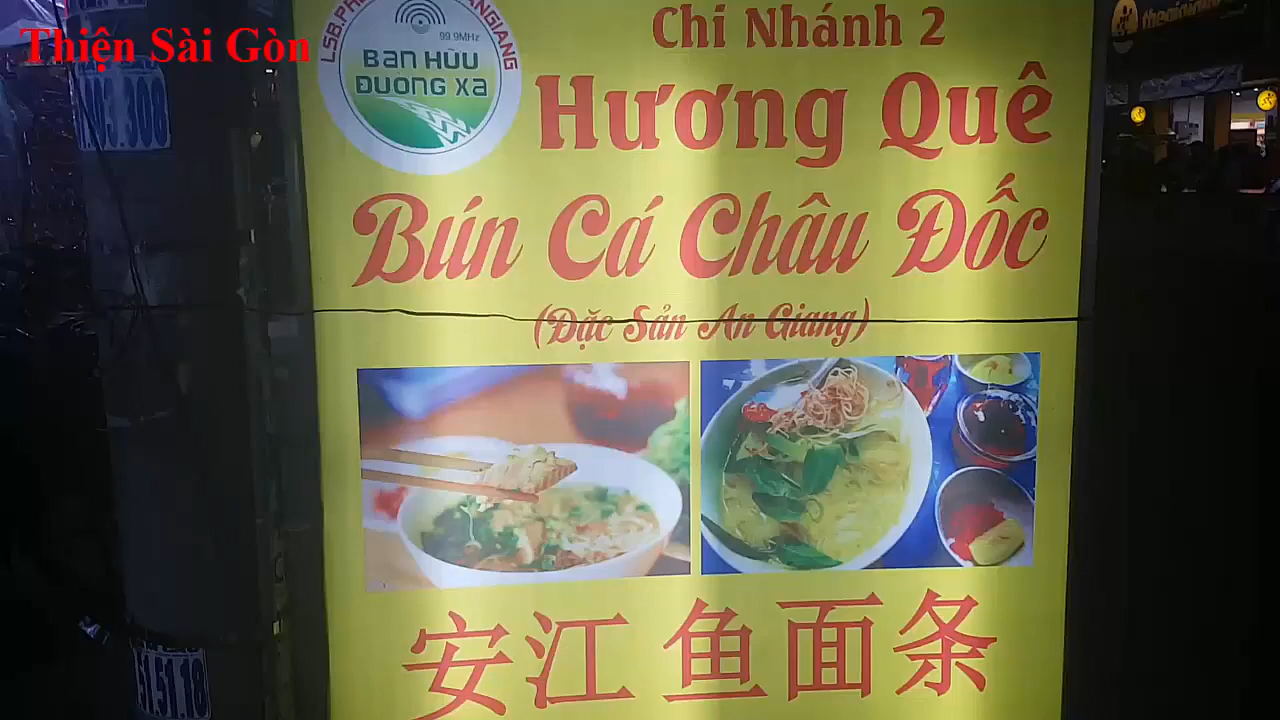 Thiện Sài Gòn
99.9MHz
BẠN HỮU
ĐƯỜNG XA
Chi Nhánh 2
Hương Quê
Bún Cá Châu Đốc
(Đặc Sản An Giang)
安江鱼面条